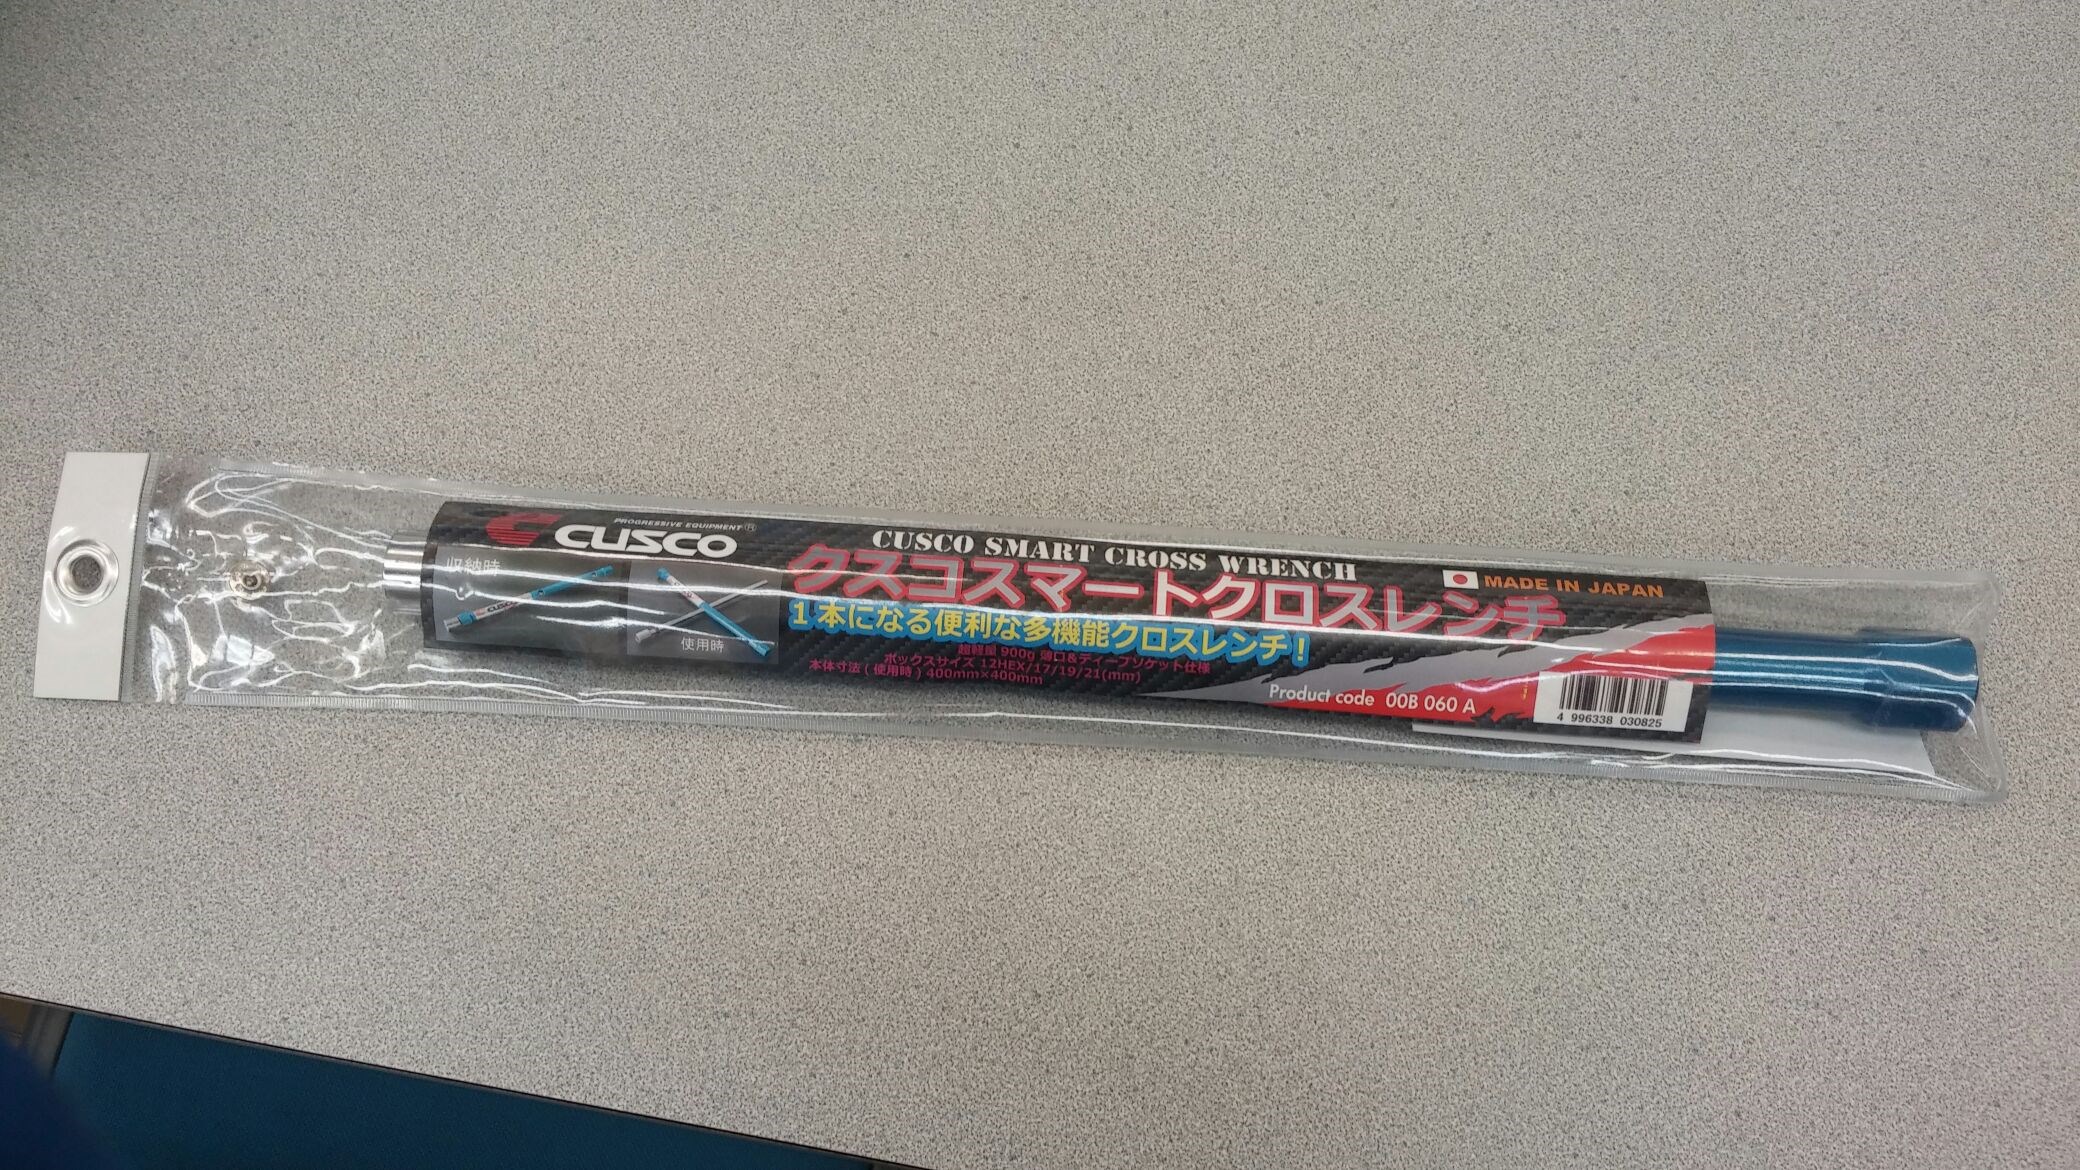 PROGRESSIVE EQUIPMENT®
CUSCO
収納時
CUSCO
使用時
CUSCO SMART CROSS WRENCH
クスコスマートクロスレンチ
1本になる便利な多機能クロスレンチ!
超軽量 900g 薄口&ディープソケット仕様
ボックスサイズ 12HEX/17/19/21(mm)
本体寸法(使用時)400mm×400mm
MADE IN JAPAN
Product code 00B 060 A
4 996338 030825